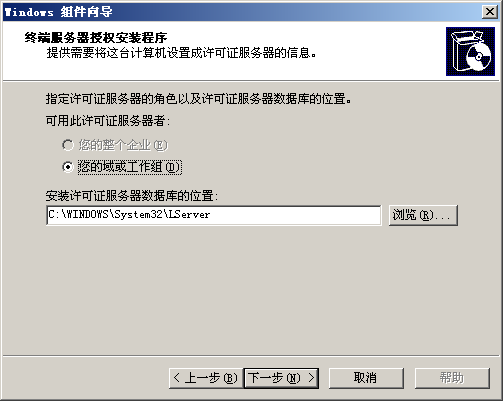 Windows 组件向导
终端服务器授权安装程序
提供需要将这台计算机设置成许可证服务器的信息。
指定许可证服务器的角色以及许可证服务器数据库的位置。
可用此许可证服务器者:
您的整个企业(E)
您的域或工作组(D)
安装许可证服务器数据库的位置:
C:\WINDOWS\System32\LServer 浏览(R)...
< 上一步(B) 下一步(N) > 取消 帮助